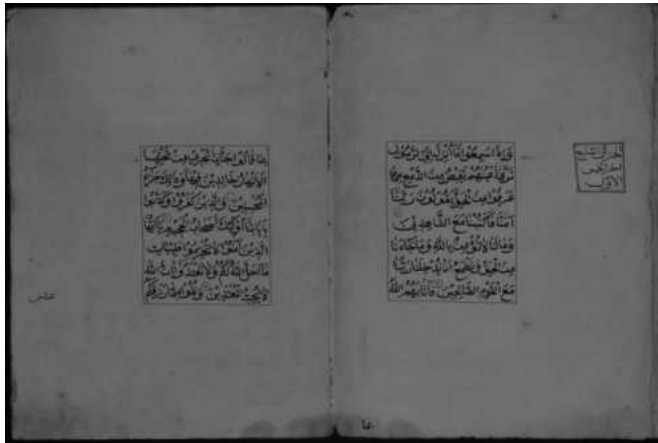 وإذا سمعوا ما أنزل إلى الرسول
ترى أعينهم تفيض من الدمع مما
عرفوا من الحق يقولون ربنا
آمنا فاكتبنا مع الشاهدين
وما لنا لا نؤمن بالله وما جاءنا
من الحق ونطمع أن يدخلنا ربنا
مع القوم الصالحين فأثابهم الله
السابع
الاول
بما قالوا جنات تجري من تحتها
الأنهار خالدين فيها وذلك جزاء
المحسنين والذين كفروا وكذبوا
بآياتنا أولئك أصحاب الجحيم يا أيها
الذين آمنوا لا تحرموا طيبات
ما أحل الله لكم ولا تعتدوا إن الله
لا يحب المعتدين وكلوا مما رزقكم
عشر